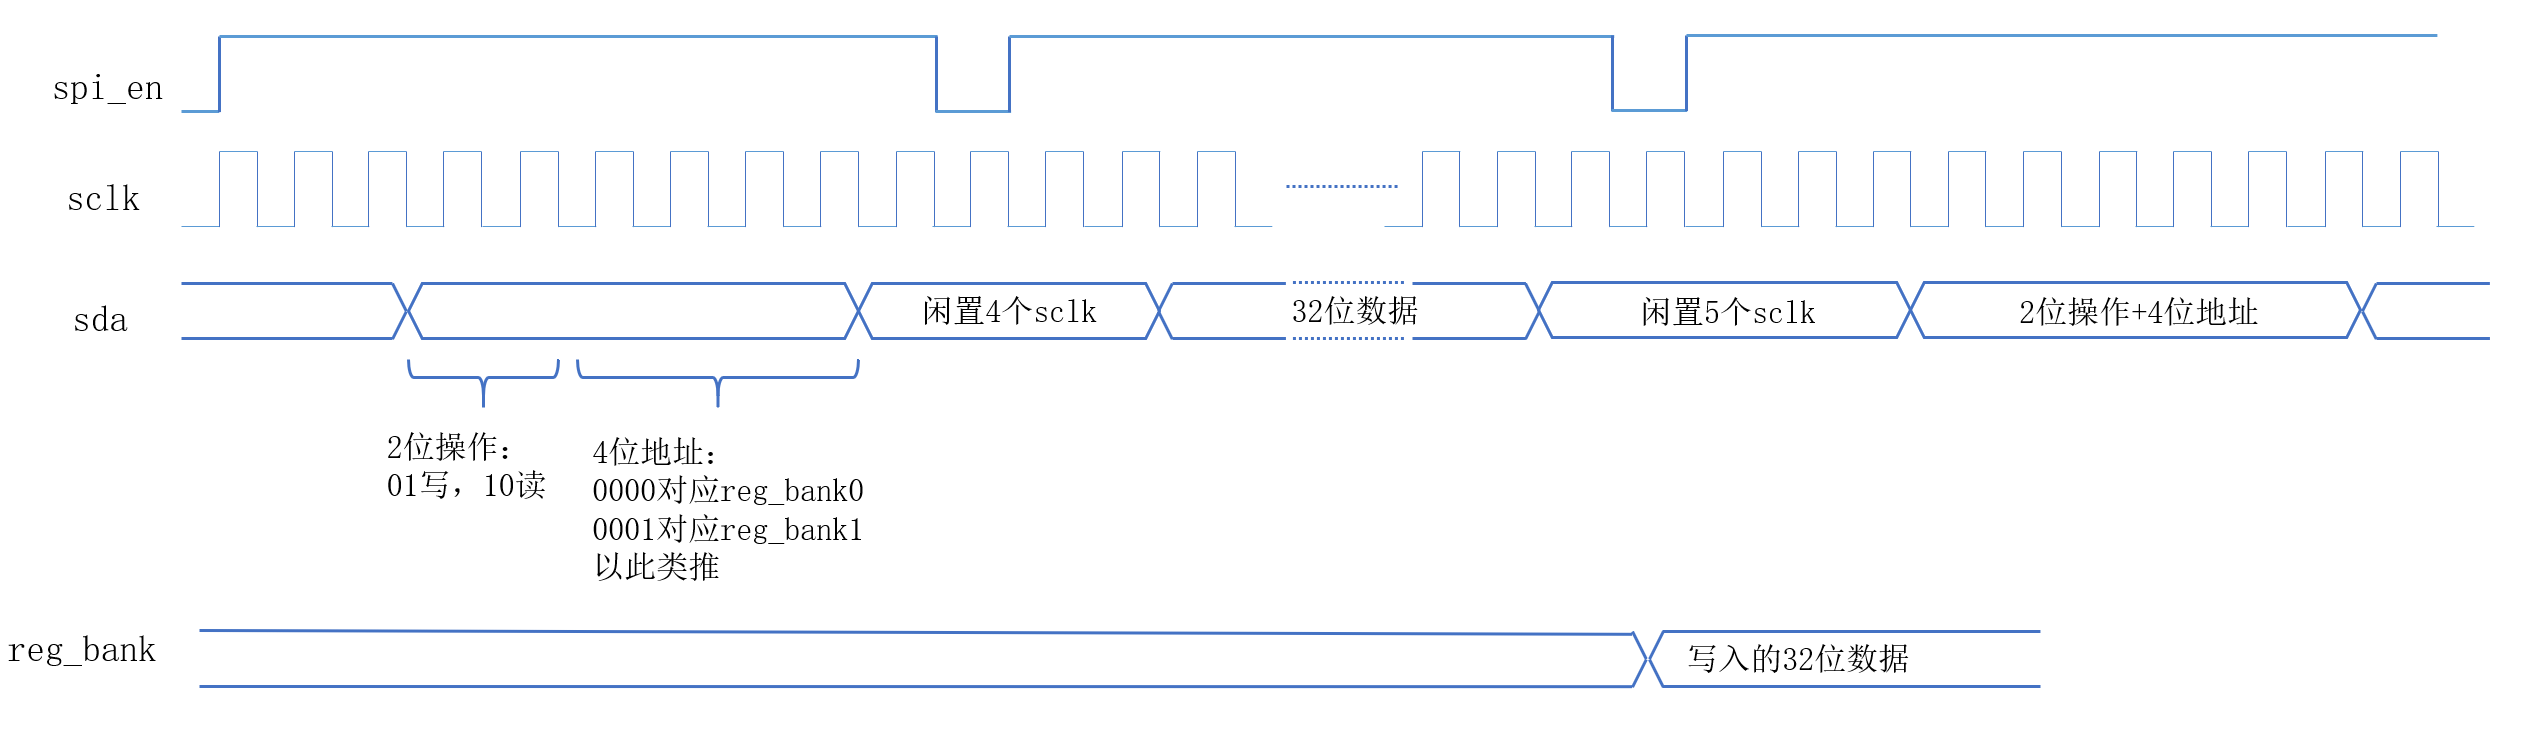 spi_en
sclk
sda
闲置4个sclk
32位数据
闲置5个sclk
2位操作+4位地址
2位操作：
01写，10读
4位地址：
0000对应reg_bank0
0001对应reg_bank1
以此类推
reg_bank
写入的32位数据